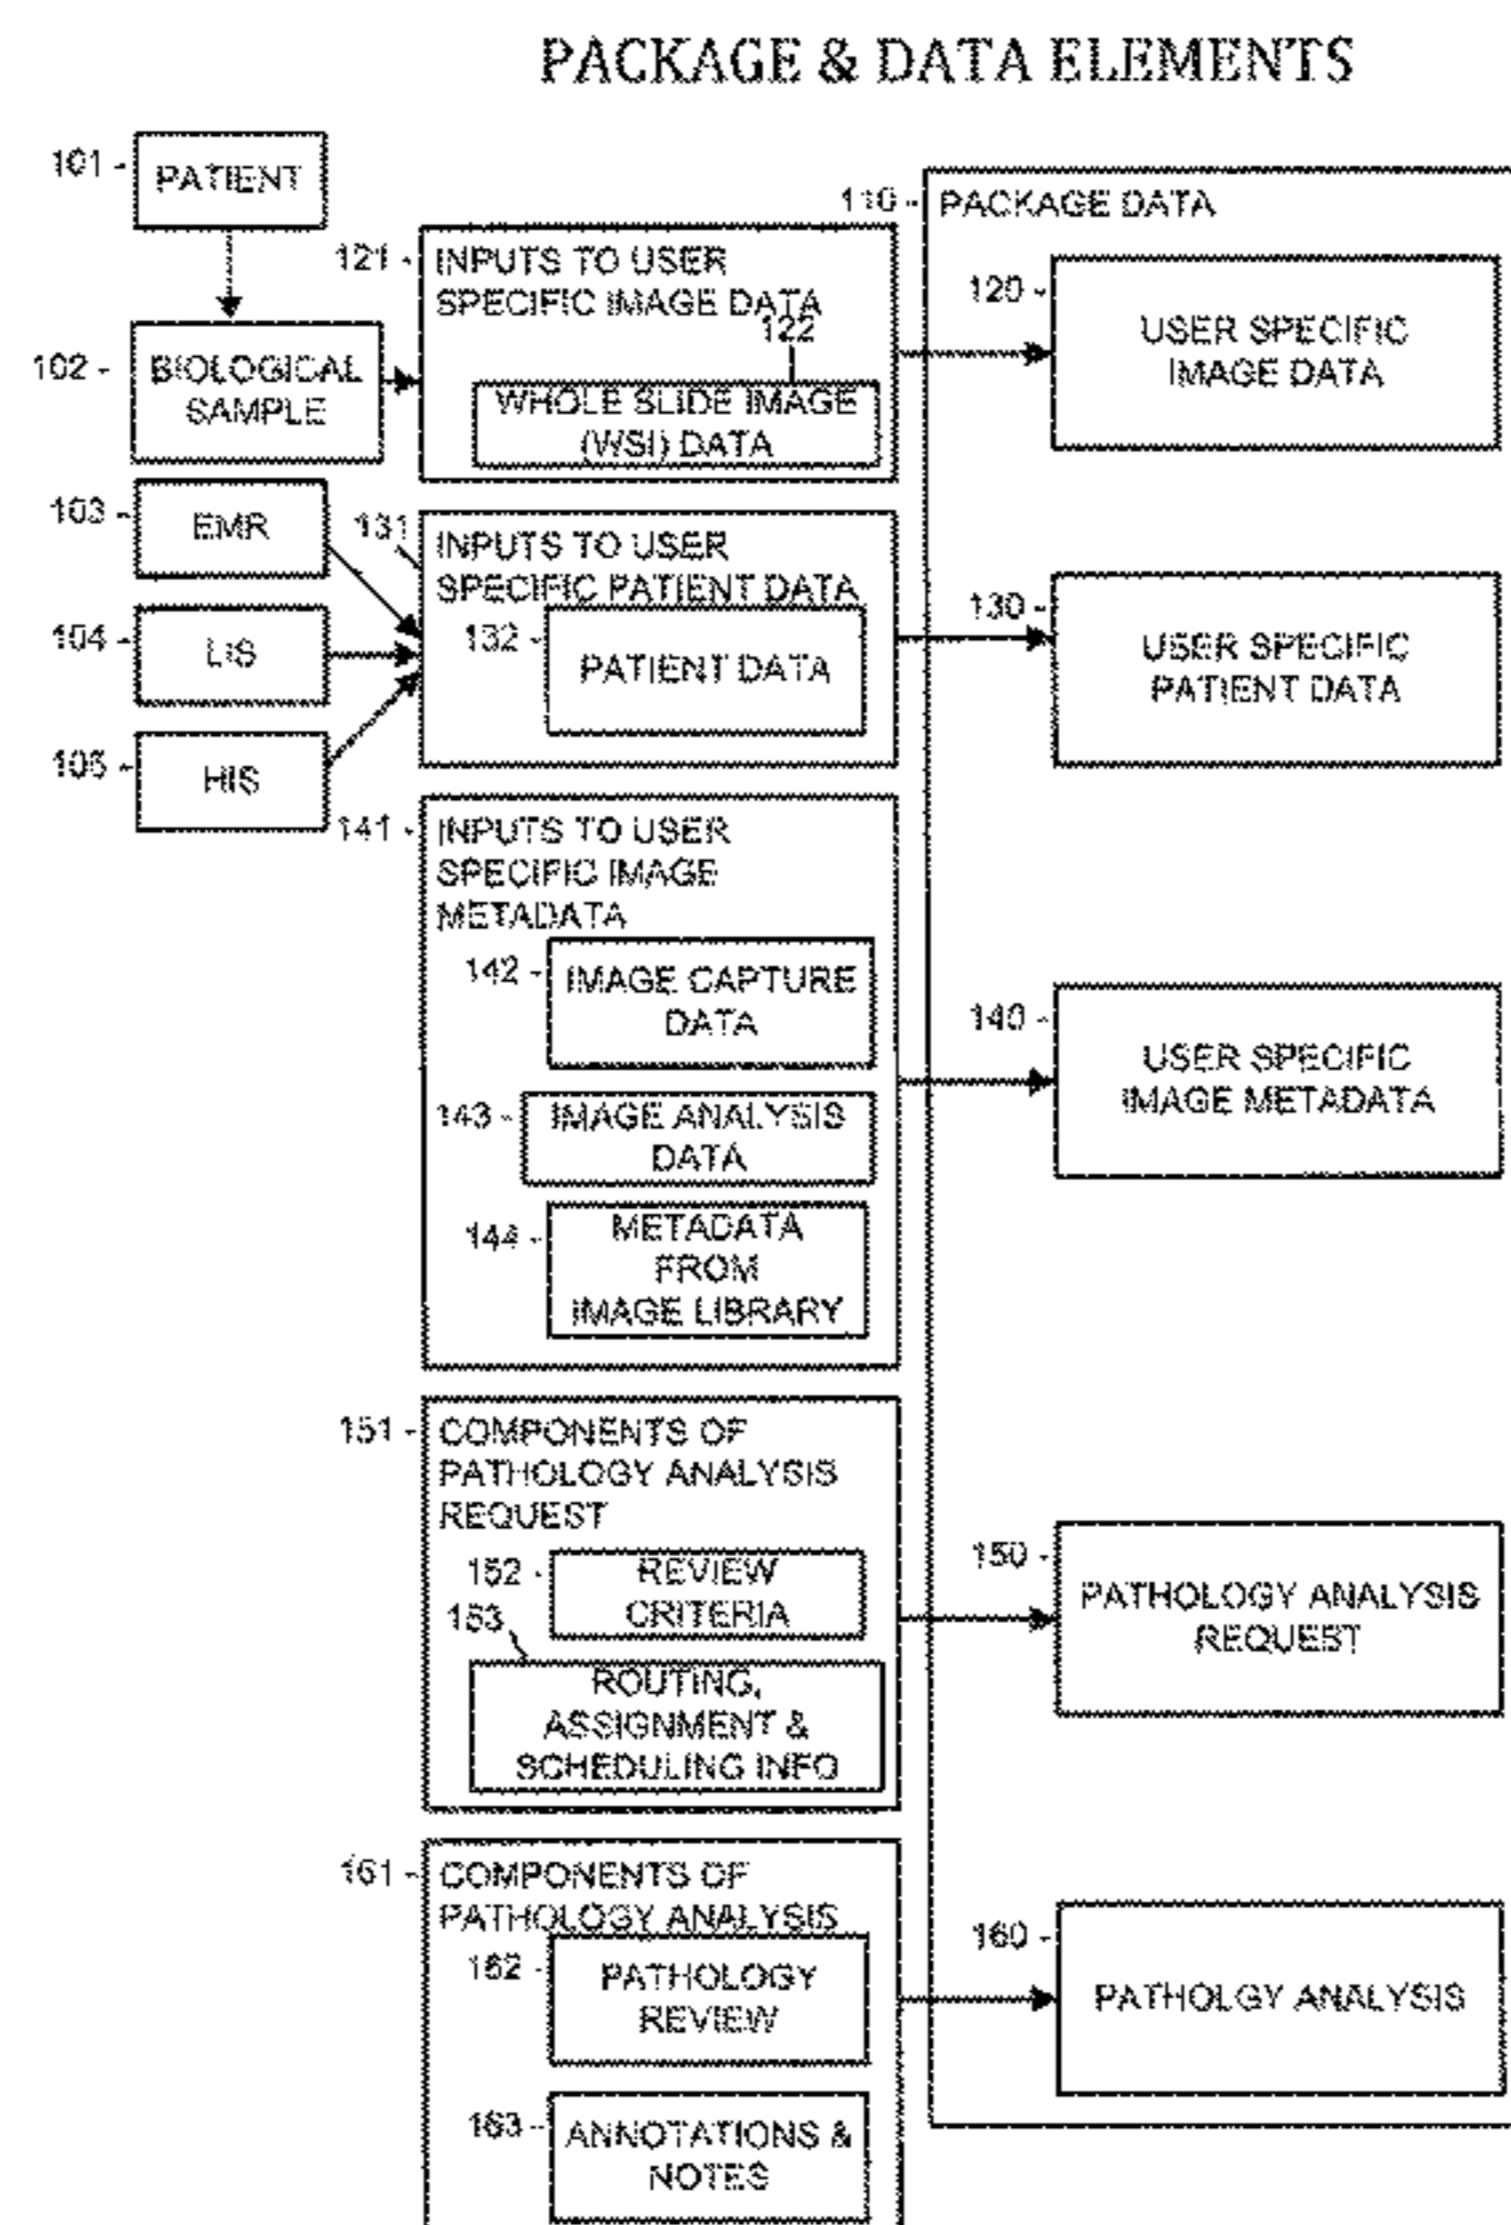 PACKAGE & DATA ELEMENTS
101
PATIENT
110
PACKAGE DATA
121
INPUTS TO USER
SPECIFIC IMAGE DATA
122
WHOLE SLIDE IMAGE
(WSI) DATA
120
USER SPECIFIC
IMAGE DATA
102
BIOLOGICAL
SAMPLE
103
EMR
104
LIS
105
HIS
131
INPUTS TO USER
SPECIFIC PATIENT DATA
132
PATIENT DATA
130
USER SPECIFIC
PATIENT DATA
141
INPUTS TO USER
SPECIFIC IMAGE
METADATA
142
IMAGE CAPTURE
DATA
143
IMAGE ANALYSIS
DATA
144
METADATA
FROM
IMAGE LIBRARY
140
USER SPECIFIC
IMAGE METADATA
151
COMPONENTS OF
PATHOLOGY ANALYSIS
REQUEST
152
REVIEW
CRITERIA
153
ROUTING,
ASSIGNMENT &
SCHEDULING INFO
150
PATHOLOGY ANALYSIS
REQUEST
161
COMPONENTS OF
PATHOLOGY ANALYSIS
162
PATHOLOGY
REVIEW
163
ANNOTATIONS &
NOTES
160
PATHOLGY ANALYSIS